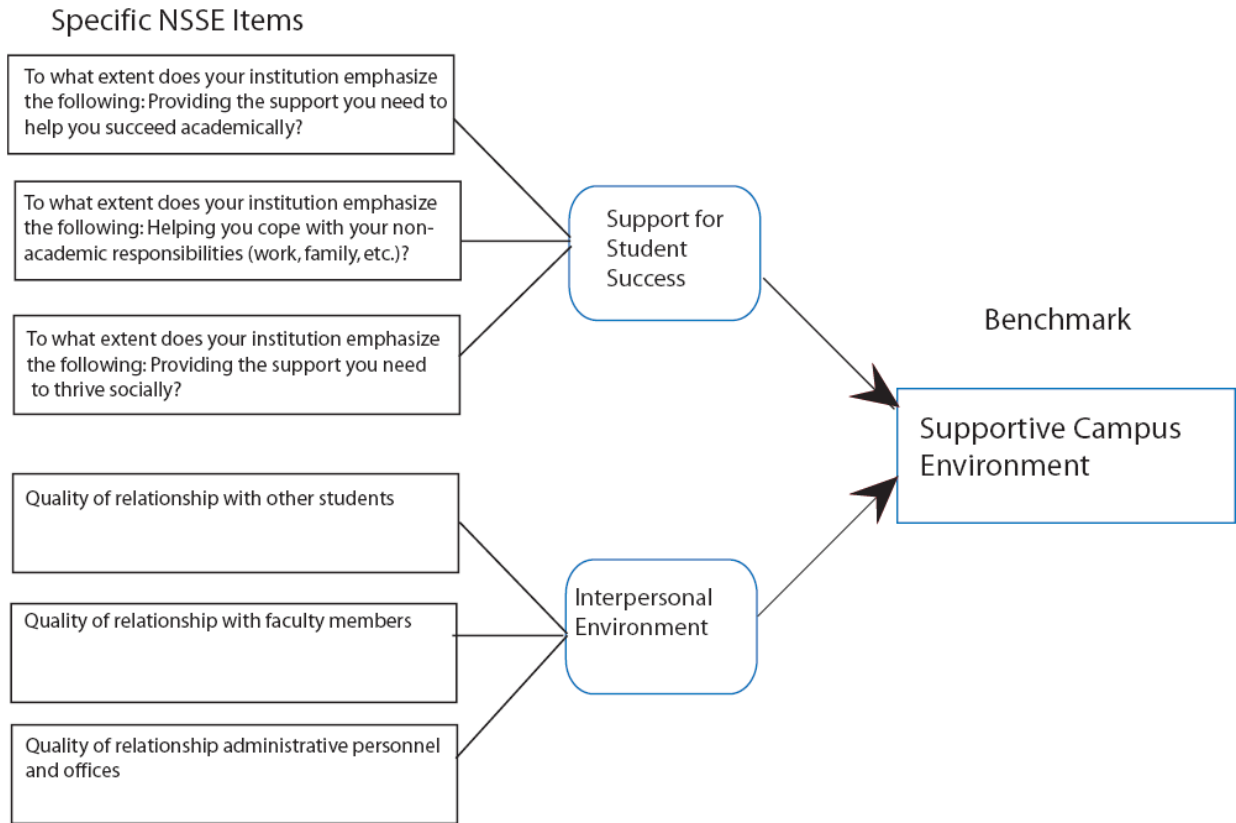 Specific NSSE Items
To what extent does your institution emphasize
the following: Providing the support you need to
help you succeed academically?
To what extent does your institution emphasize
the following: Helping you cope with your non-
academic responsibilities (work, family, etc.)?
To what extent does your institution emphasize
the following: Providing the support you need
to thrive socially?
Support for
Student
Success
Benchmark
Supportive Campus
Environment
Quality of relationship with other students
Quality of relationship with faculty members
Quality of relationship administrative personnel
and offices
Interpersonal
Environment